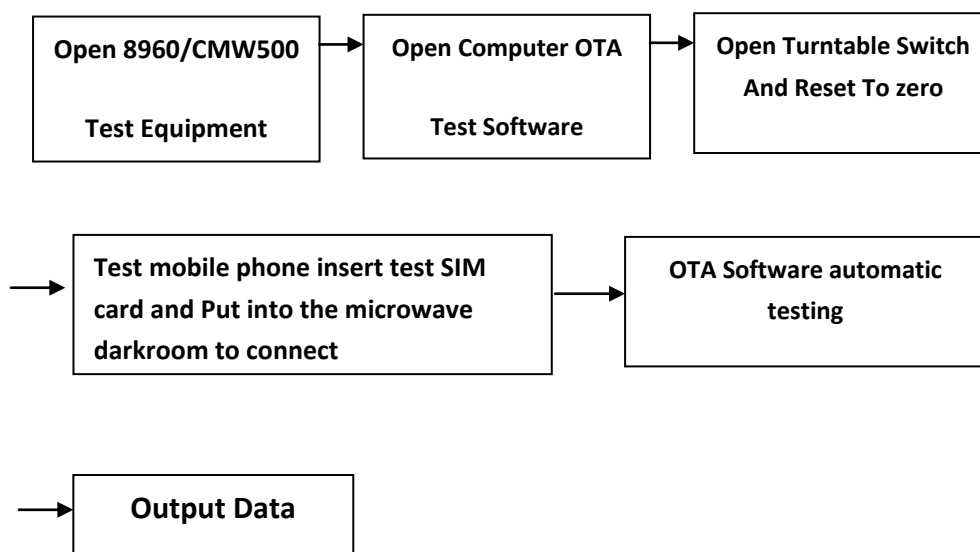 Open 8960/CMW500
Test Equipment
Open Computer OTA
Test Software
Open Turntable Switch
And Reset To zero
Test mobile phone insert test SIM
card and Put into the microwave
darkroom to connect
OTA Software automatic
testing
Output Data